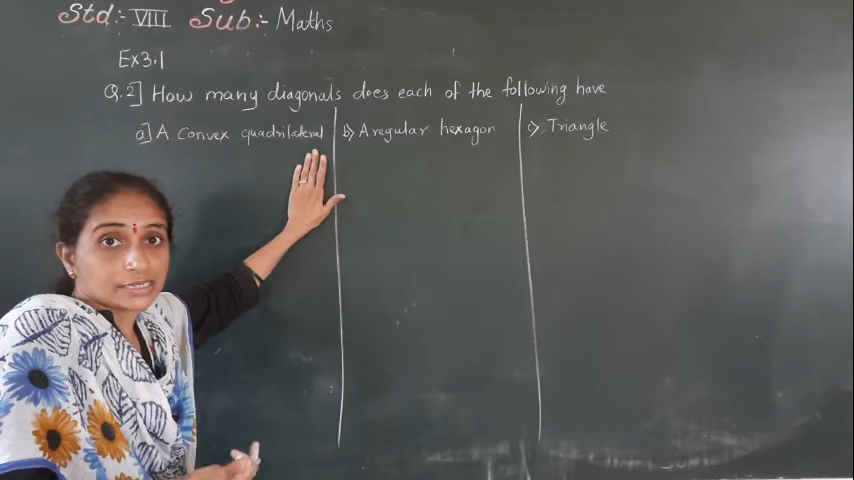 Std:- VIII Sub:- Maths
Ex3.1
Q.2] How many diagonals does each of the following have
a] A Convex quadrilateral b) A regular hexagon c) Triangle